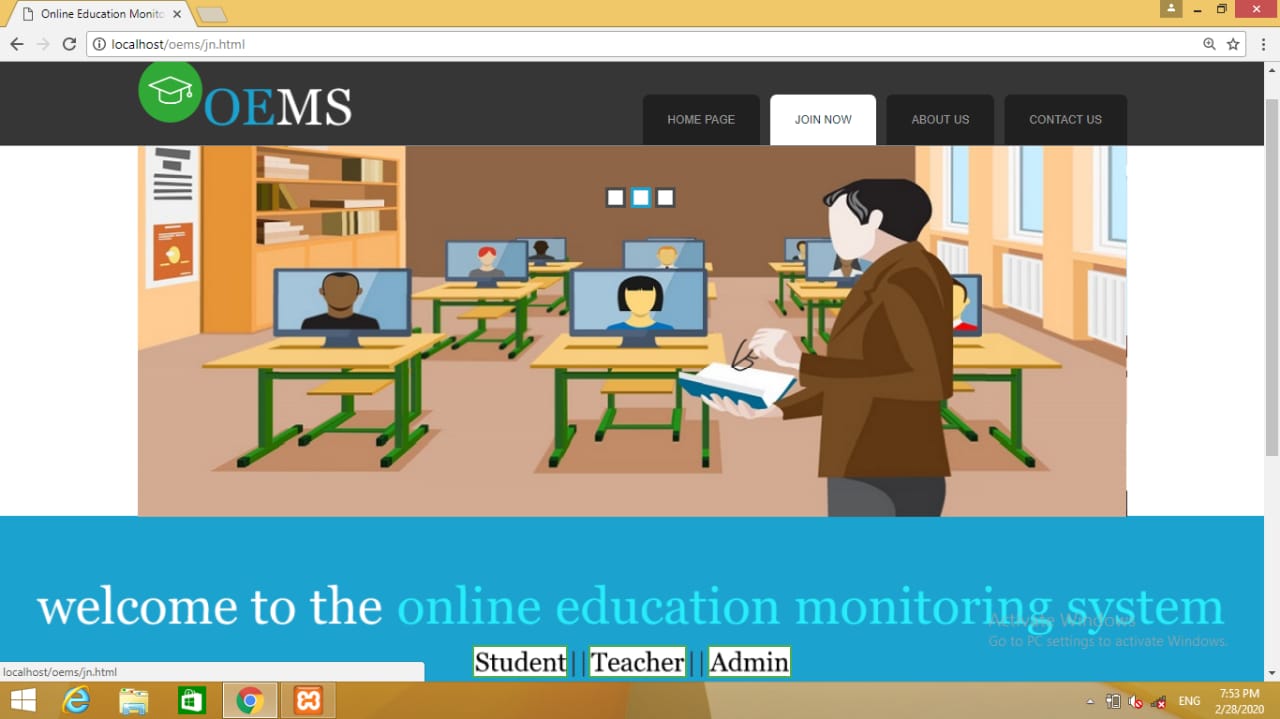 Online Education Monito
localhost/oems/jn.html
OEMS
HOME PAGE
JOIN NOW
ABOUT US
CONTACT US
welcome to the online education monitoring system
Activate Windows
Go to PC settings to activate Windows.
Student || Teacher || Admin
localhost/oems/jn.html
ENG
7:53 PM
2/28/2020